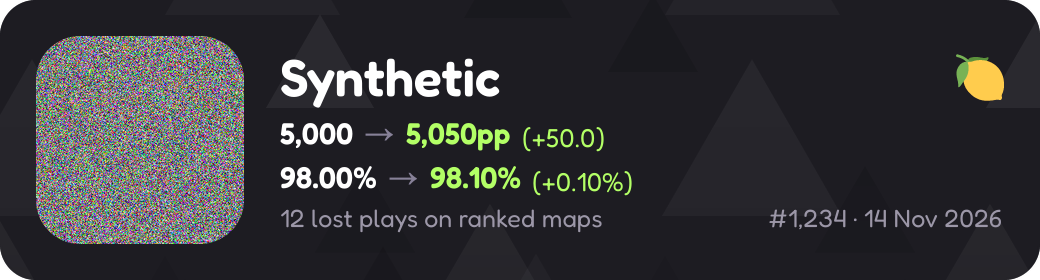 Synthetic
5,000 → 5,050pp (+50.0)
98.00% → 98.10% (+0.10%)
12 lost plays on ranked maps
#1,234 · 14 Nov 2026